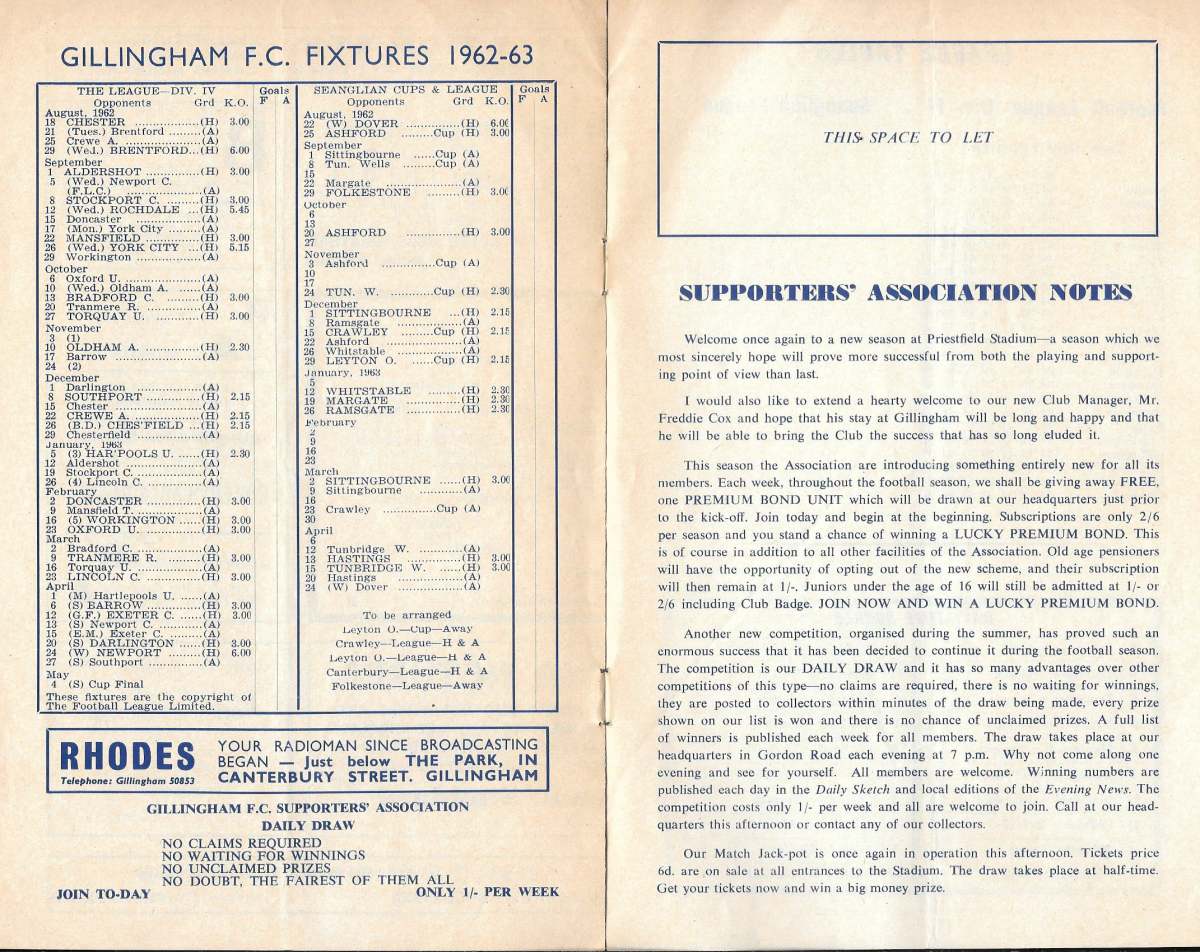 GILLINGHAM F.C. FIXTURES 1962-63
THE LEAGUE—DIV. IV
Goals
Opponents Grd K.O. F A
August, 1962
18 CHESTER ...............(H) 3.00
21 (Tues.) Brentford .........(A)
25 Crewe A. ..................(A)
29 (Wed.) BRENTFORD...(H) 6.00
September
1 ALDERSHOT ...............(H) 3.00
5 (Wed.) Newport C.
(F.L.C.) .....................(A)
8 STOCKPORT C. .........(H) 3.00
12 (Wed.) ROCHDALE ...(H) 5.45
15 Doncaster ..................(A)
17 (Mon.) York City .........(A)
22 MANSFIELD ...............(H) 3.00
26 (Wed.) YORK CITY ...(H) 5.15
29 Workington ..................(A)
October
6 Oxford U. .....................(A)
10 (Wed.) Oldham A. .........(A)
13 BRADFORD C. .........(H) 3.00
20 Tranmere R. ...............(A)
27 TORQUAY U. ............(H) 3.00
November
3 (1)
10 OLDHAM A. ...............(H) 2.30
17 Barrow .....................(A)
24 (2)
December
1 Darlington ..................(A)
8 SOUTHPORT ...............(H) 2.15
15 Chester .....................(A)
22 CREWE A. ...............(H) 2.15
26 (B.D.) CHES'FIELD ...(H) 2.15
29 Chesterfield ...............(A)
January, 1963
5 (3) HAR'POOLS U. ......(H) 2.30
12 Aldershot ..................(A)
19 Stockport C. ...............(A)
26 (4) Lincoln C. ............(A)
February
2 DONCASTER ...............(H) 3.00
9 Mansfield T. ...............(A)
16 (5) WORKINGTON ......(H) 3.00
23 OXFORD U. ...............(H) 3.00
March
2 Bradford C. ...............(A)
9 TRANMERE R. .........(H) 3.00
16 Torquay U. ...............(A)
23 LINCOLN C. ............(H) 3.00
April
1 (M) Hartlepools U. ......(A)
6 (S) BARROW ............(H) 3.00
12 (G.F.) EXETER C. ......(H) 3.00
13 (S) Newport C. .........(A)
15 (E.M.) Exeter C. .........(A)
20 (S) DARLINGTON ......(H) 3.00
24 (W) NEWPORT .........(H) 6.00
27 (S) Southport ...............(A)
May
4 (S) Cup Final
These fixtures are the copyright of
The Football League Limited.
SEANGLIAN CUPS & LEAGUE
Goals
Opponents Grd K.O. F A
August, 1962
22 (W) DOVER ...............(H) 6.00
25 ASHFORD .........Cup (H) 3.00
September
1 Sittingbourne ......Cup (A)
8 Tun. Wells .........Cup (A)
15
22 Margate ..................(A)
29 FOLKESTONE .........(H) 3.00
October
6
13
20 ASHFORD ...............(H) 3.00
27
November
3 Ashford ...............Cup (A)
10
17
24 TUN. W. ............Cup (H) 2.30
December
1 SITTINGBOURNE ...(H) 2.15
8 Ramsgate ...............(A)
15 CRAWLEY .........Cup (H) 2.15
22 Ashford ..................(A)
26 Whitstable ...............(A)
29 LEYTON O. ......Cup (H) 2.15
January, 1963
5
12 WHITSTABLE .........(H) 2.30
19 MARGATE ...............(H) 2.30
26 RAMSGATE ............(H) 2.30
February
2
9
16
23
March
2 SITTINGBOURNE ......(H) 3.00
9 Sittingbourne ............(A)
16
23 Crawley ...............Cup (A)
30
April
6
12 Tunbridge W. ............(A)
13 HASTINGS ...............(H) 3.00
15 TUNBRIDGE W. ......(H) 3.00
20 Hastings ..................(A)
24 (W) Dover ...............(A)
To be arranged
Leyton O.—Cup—Away
Crawley—League—H & A
Leyton O.—League—H & A
Canterbury—League—H & A
Folkestone—League—Away
RHODES
Telephone: Gillingham 50853
YOUR RADIOMAN SINCE BROADCASTING
BEGAN — Just below THE PARK, IN
CANTERBURY STREET. GILLINGHAM
GILLINGHAM F.C. SUPPORTERS' ASSOCIATION
DAILY DRAW
NO CLAIMS REQUIRED
NO WAITING FOR WINNINGS
NO UNCLAIMED PRIZES
NO DOUBT, THE FAIREST OF THEM ALL
JOIN TO-DAY ONLY 1/- PER WEEK
THIS SPACE TO LET
SUPPORTERS' ASSOCIATION NOTES
Welcome once again to a new season at Priestfield Stadium—a season which we
most sincerely hope will prove more successful from both the playing and support-
ing point of view than last.
I would also like to extend a hearty welcome to our new Club Manager, Mr.
Freddie Cox and hope that his stay at Gillingham will be long and happy and that
he will be able to bring the Club the success that has so long eluded it.
This season the Association are introducing something entirely new for all its
members. Each week, throughout the football season, we shall be giving away FREE,
one PREMIUM BOND UNIT which will be drawn at our headquarters just prior
to the kick-off. Join today and begin at the beginning. Subscriptions are only 2/6
per season and you stand a chance of winning a LUCKY PREMIUM BOND. This
is of course in addition to all other facilities of the Association. Old age pensioners
will have the opportunity of opting out of the new scheme, and their subscription
will then remain at 1/-. Juniors under the age of 16 will still be admitted at 1/- or
2/6 including Club Badge. JOIN NOW AND WIN A LUCKY PREMIUM BOND.
Another new competition, organised during the summer, has proved such an
enormous success that it has been decided to continue it during the football season.
The competition is our DAILY DRAW and it has so many advantages over other
competitions of this type—no claims are required, there is no waiting for winnings,
they are posted to collectors within minutes of the draw being made, every prize
shown on our list is won and there is no chance of unclaimed prizes. A full list
of winners is published each week for all members. The draw takes place at our
headquarters in Gordon Road each evening at 7 p.m. Why not come along one
evening and see for yourself. All members are welcome. Winning numbers are
published each day in the Daily Sketch and local editions of the Evening News. The
competition costs only 1/- per week and all are welcome to join. Call at our head-
quarters this afternoon or contact any of our collectors.
Our Match Jack-pot is once again in operation this afternoon. Tickets price
6d. are on sale at all entrances to the Stadium. The draw takes place at half-time.
Get your tickets now and win a big money prize.